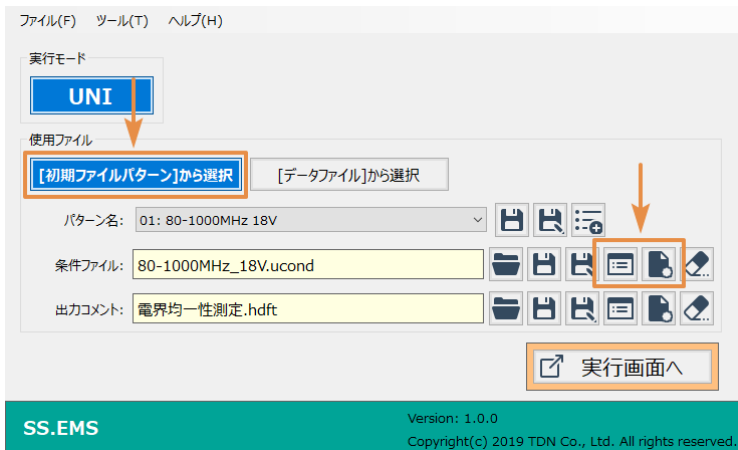 ファイル(F) ツール(T) ヘルプ(H)
実行モード
UNI
使用ファイル
[初期ファイルパターン]から選択 [データファイル]から選択
パターン名: 01: 80-1000MHz 18V
条件ファイル: 80-1000MHz_18V.ucond
出力コメント: 電界均一性測定.hdft
実行画面へ
SS.EMS
Version: 1.0.0
Copyright(c) 2019 TDN Co., Ltd. All rights reserved.